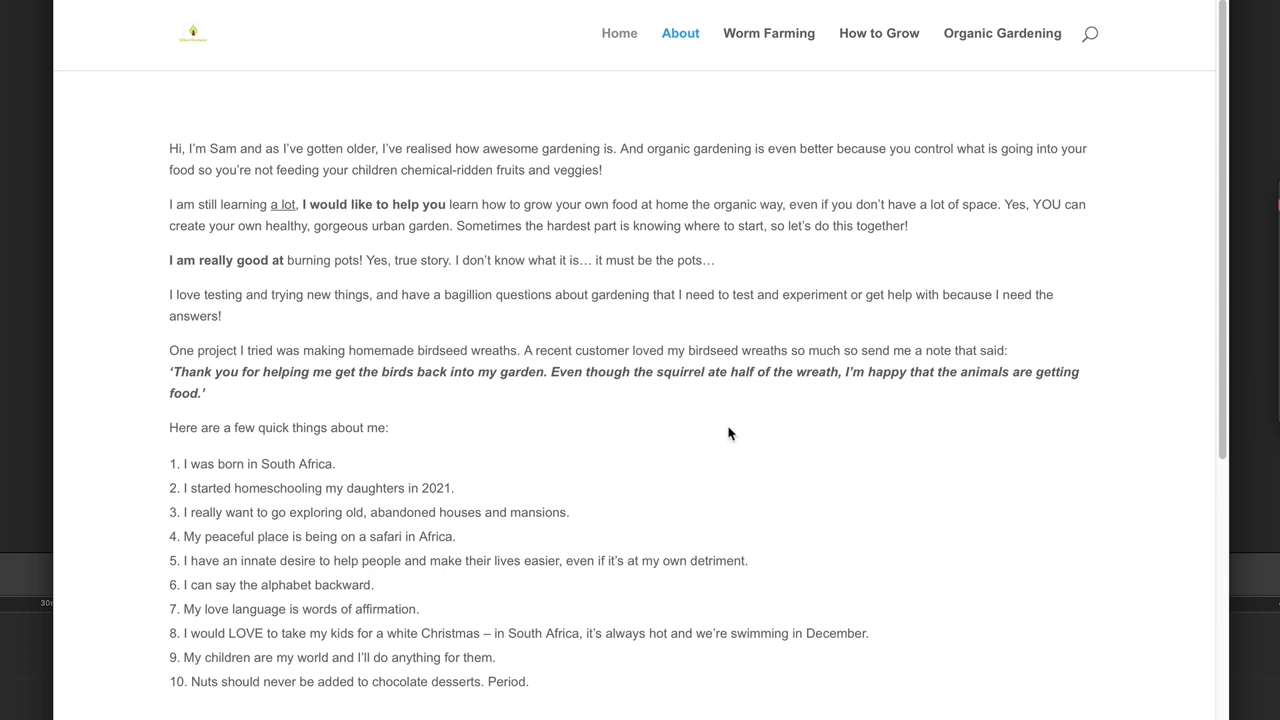 Home About Worm Farming How to Grow Organic Gardening
Hi, I’m Sam and as I’ve gotten older, I’ve realised how awesome gardening is. And organic gardening is even better because you control what is going into your
food so you’re not feeding your children chemical-ridden fruits and veggies!
I am still learning a lot, I would like to help you learn how to grow your own food at home the organic way, even if you don’t have a lot of space. Yes, YOU can
create your own healthy, gorgeous urban garden. Sometimes the hardest part is knowing where to start, so let’s do this together!
I am really good at burning pots! Yes, true story. I don’t know what it is… it must be the pots…
I love testing and trying new things, and have a bagillion questions about gardening that I need to test and experiment or get help with because I need the
answers!
One project I tried was making homemade birdseed wreaths. A recent customer loved my birdseed wreaths so much so send me a note that said:
‘Thank you for helping me get the birds back into my garden. Even though the squirrel ate half of the wreath, I’m happy that the animals are getting
food.’
Here are a few quick things about me:
1. I was born in South Africa.
2. I started homeschooling my daughters in 2021.
3. I really want to go exploring old, abandoned houses and mansions.
4. My peaceful place is being on a safari in Africa.
5. I have an innate desire to help people and make their lives easier, even if it’s at my own detriment.
6. I can say the alphabet backward.
7. My love language is words of affirmation.
8. I would LOVE to take my kids for a white Christmas – in South Africa, it’s always hot and we’re swimming in December.
9. My children are my world and I’ll do anything for them.
10. Nuts should never be added to chocolate desserts. Period.